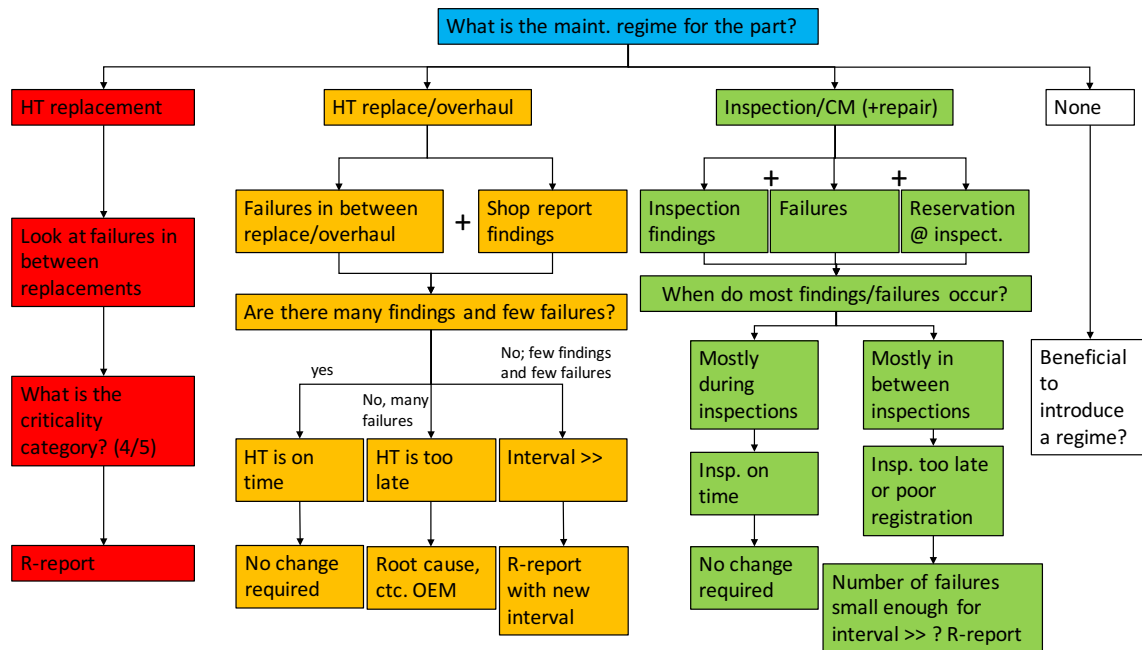 What is the maint. regime for the part?
HT replacement
HT replace/overhaul
Inspection/CM (+repair)
None
Failures in between
replace/overhaul
+
Shop report
findings
Inspection
findings
+
Failures
+
Reservation
@ inspect.
Look at failures in
between
replacements
Are there many findings and few failures?
When do most findings/failures occur?
yes
No, many
failures
No; few findings
and few failures
Mostly
during
inspections
Mostly in
between
inspections
Beneficial
to
introduce
a regime?
What is the
criticality
category? (4/5)
HT is on
time
HT is too
late
Interval >>
Insp. on
time
Insp. too late
or poor
registration
R-report
No change
required
Root cause,
ctc. OEM
R-report
with new
interval
No change
required
Number of failures
small enough for
interval >> ? R-report